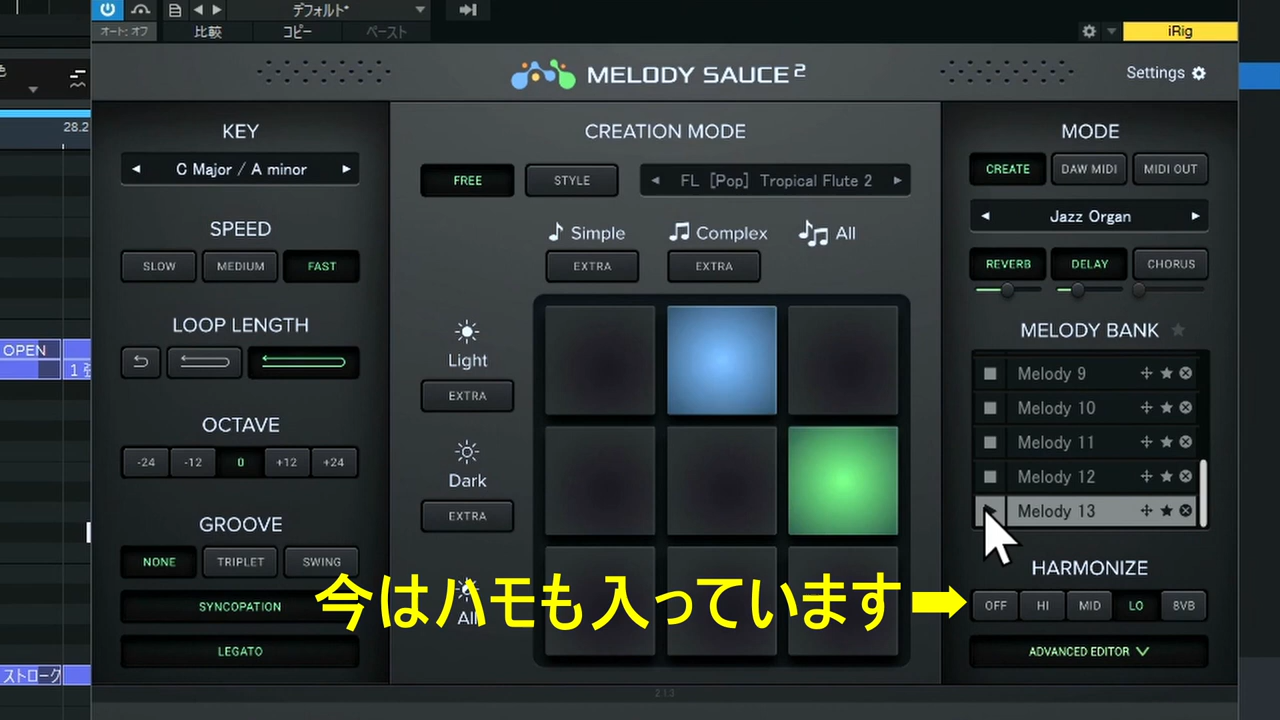 デフォルト*
オート: オフ
比較
コピー
ペースト
iRig
MELODY SAUCE 2
Settings
28.2
KEY
C Major / A minor
SPEED
SLOW MEDIUM FAST
LOOP LENGTH
OCTAVE
-24 -12 0 +12 +24
GROOVE
NONE TRIPLET SWING
SYNCOPATION
LEGATO
CREATION MODE
FREE STYLE FL [Pop] Tropical Flute 2
Simple Complex All
EXTRA EXTRA
Light
EXTRA
Dark
EXTRA
All
MODE
CREATE DAW MIDI MIDI OUT
Jazz Organ
REVERB DELAY CHORUS
MELODY BANK
Melody 9
Melody 10
Melody 11
Melody 12
Melody 13
HARMONIZE
OFF HI MID LO 8VB
ADVANCED EDITOR
今はハモも入っています➡
OPEN
ストローク
2.1.3